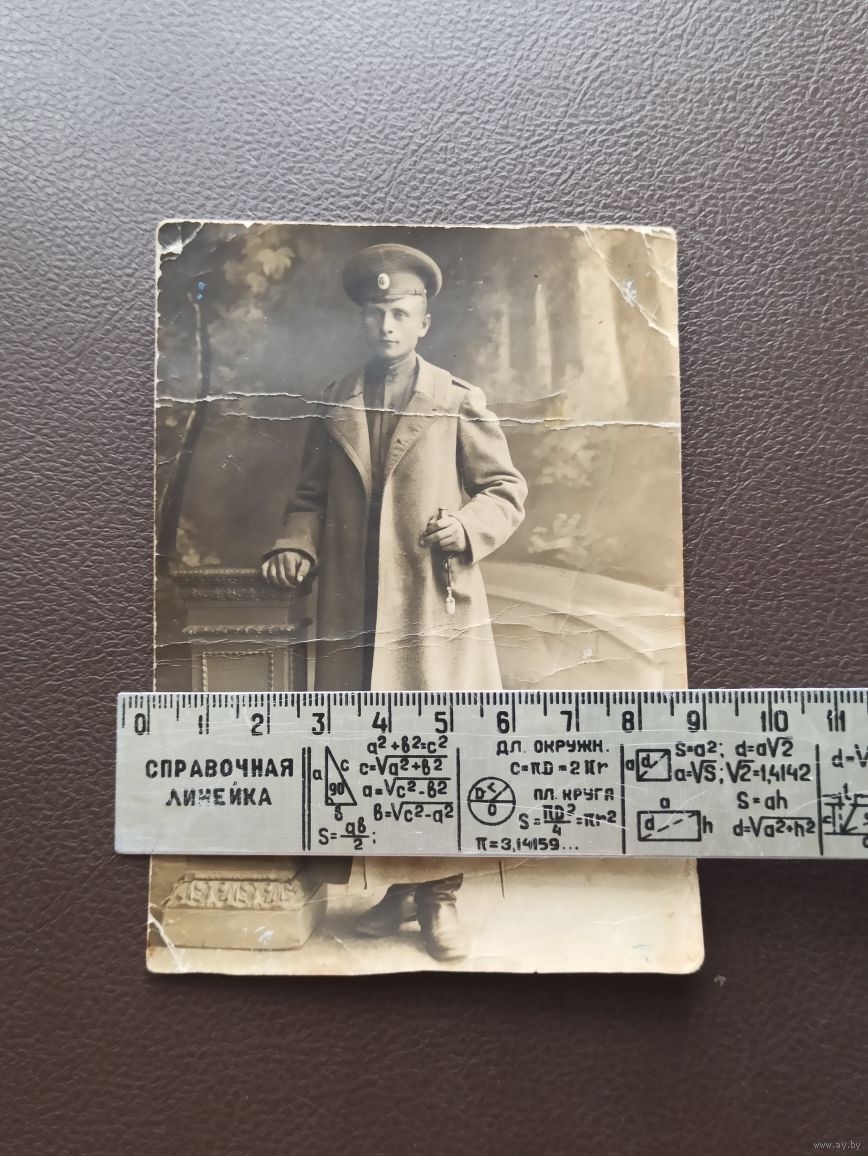 0 1 2 3 4 5 6 7 8 9 10 11
СПРАВОЧНАЯ
ЛИНЕЙКА
a c
90°
в
a²+в²=c²
c=√a²+в²
a=√c²-в²
в=√c²-a²
S=aв/2;
ДЛ. ОКРУЖН.
C=πD=2πr
ПЛ. КРУГА
S=πD²/4=πr²
π=3,14159...
D r
O
a d
S=a²; d=a√2
a=√S; √2=1,4142
a
d h
S=ah
d=√a²+h²
d=√
www.ay.by